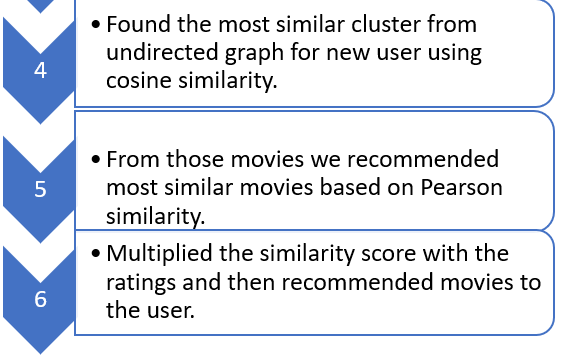 4
• Found the most similar cluster from
undirected graph for new user using
cosine similarity.
5
• From those movies we recommended
most similar movies based on Pearson
similarity.
6
• Multiplied the similarity score with the
ratings and then recommended movies to
the user.